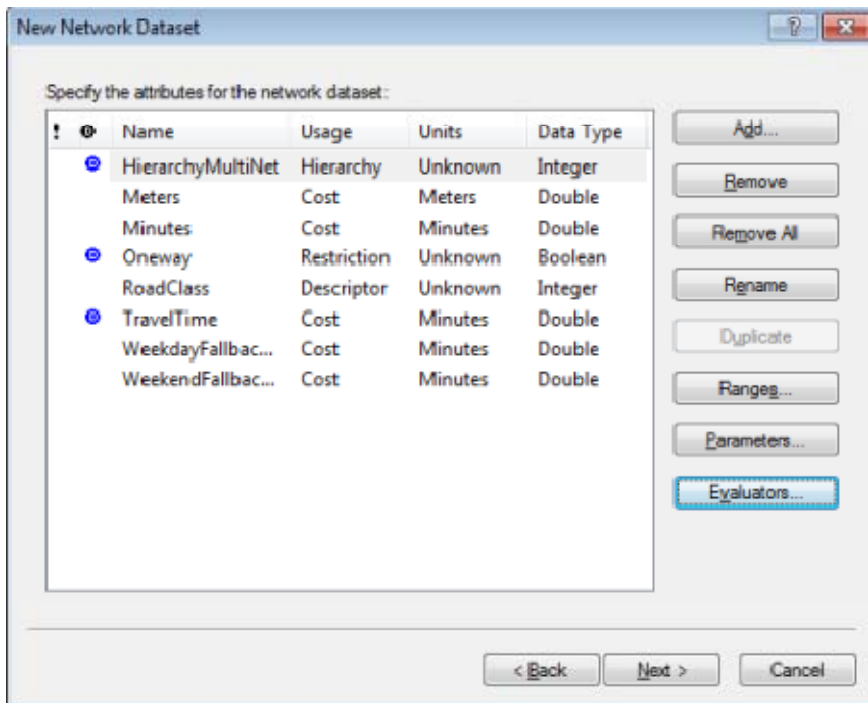 New Network Dataset
Specify the attributes for the network dataset:
! Name Usage Units Data Type
HierarchyMultiNet Hierarchy Unknown Integer
Meters Cost Meters Double
Minutes Cost Minutes Double
Oneway Restriction Unknown Boolean
RoadClass Descriptor Unknown Integer
TravelTime Cost Minutes Double
WeekdayFallbac... Cost Minutes Double
WeekendFallbac... Cost Minutes Double
Add...
Remove
Remove All
Rename
Duplicate
Ranges...
Parameters...
Evaluators...
< Back Next > Cancel